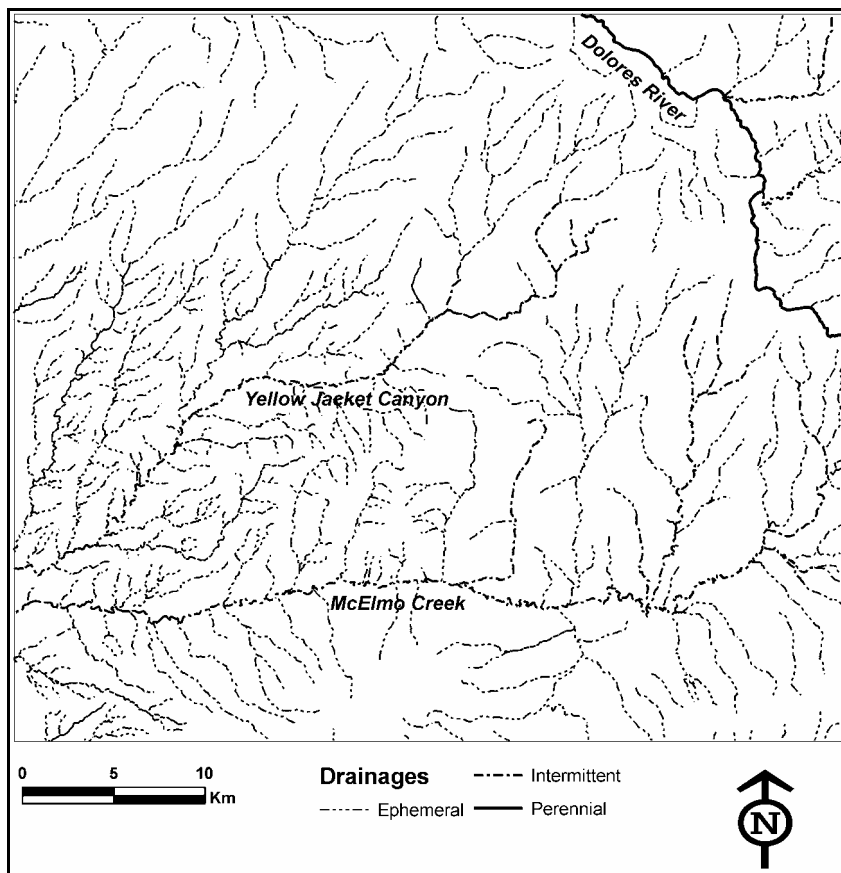 Dolores River
Yellow Jacket Canyon
McElmo Creek
0 5 10
Km
Drainages
Intermittent
Ephemeral
Perennial
N